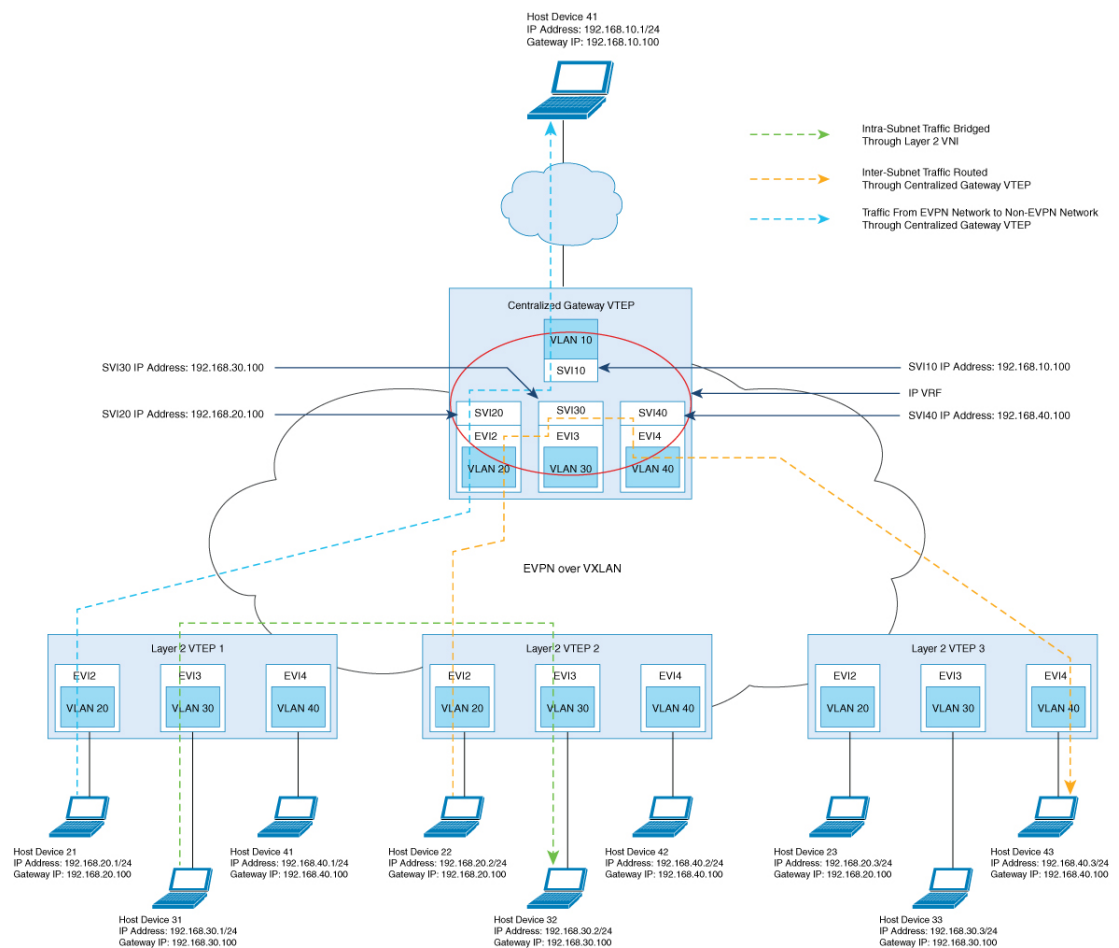 Host Device 41
IP Address: 192.168.10.1/24
Gateway IP: 192.168.10.100
Intra-Subnet Traffic Bridged
Through Layer 2 VNI
Inter-Subnet Traffic Routed
Through Centralized Gateway VTEP
Traffic From EVPN Network to Non-EVPN Network
Through Centralized Gateway VTEP
Centralized Gateway VTEP
VLAN 10
SVI10
SVI30 IP Address: 192.168.30.100
SVI10 IP Address: 192.168.10.100
IP VRF
SVI20 IP Address: 192.168.20.100
SVI40 IP Address: 192.168.40.100
SVI20
SVI30
SVI40
EVI2
EVI3
EVI4
VLAN 20
VLAN 30
VLAN 40
EVPN over VXLAN
Layer 2 VTEP 1
EVI2
EVI3
EVI4
VLAN 20
VLAN 30
VLAN 40
Layer 2 VTEP 2
EVI2
EVI3
EVI4
VLAN 20
VLAN 30
VLAN 40
Layer 2 VTEP 3
EVI2
EVI3
EVI4
VLAN 20
VLAN 30
VLAN 40
Host Device 21
IP Address: 192.168.20.1/24
Gateway IP: 192.168.20.100
Host Device 41
IP Address: 192.168.40.1/24
Gateway IP: 192.168.40.100
Host Device 22
IP Address: 192.168.20.2/24
Gateway IP: 192.168.20.100
Host Device 42
IP Address: 192.168.40.2/24
Gateway IP: 192.168.40.100
Host Device 23
IP Address: 192.168.20.3/24
Gateway IP: 192.168.20.100
Host Device 43
IP Address: 192.168.40.3/24
Gateway IP: 192.168.40.100
Host Device 31
IP Address: 192.168.30.1/24
Gateway IP: 192.168.30.100
Host Device 32
IP Address: 192.168.30.2/24
Gateway IP: 192.168.30.100
Host Device 33
IP Address: 192.168.30.3/24
Gateway IP: 192.168.30.100